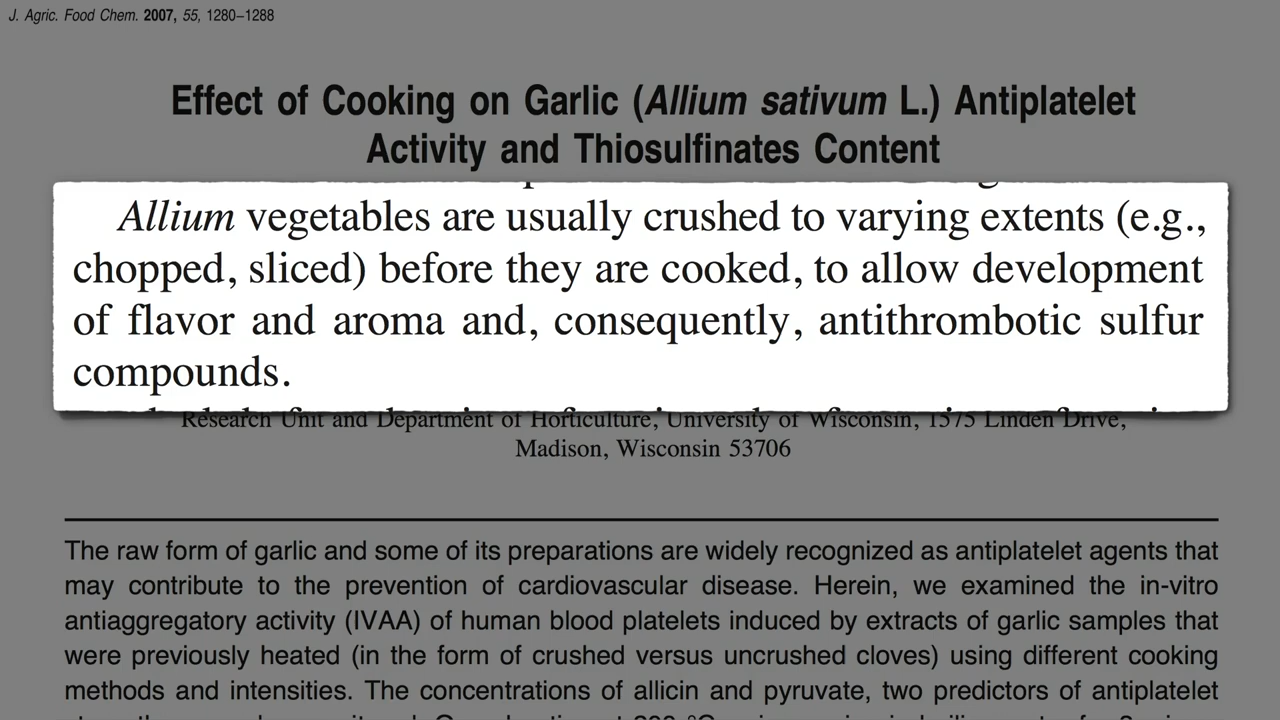 J. Agric. Food Chem. 2007, 55, 1280–1288
Effect of Cooking on Garlic (Allium sativum L.) Antiplatelet
Activity and Thiosulfinates Content
Allium vegetables are usually crushed to varying extents (e.g.,
chopped, sliced) before they are cooked, to allow development
of flavor and aroma and, consequently, antithrombotic sulfur
compounds.
Research Unit and Department of Horticulture, University of Wisconsin, 1575 Linden Drive,
Madison, Wisconsin 53706
The raw form of garlic and some of its preparations are widely recognized as antiplatelet agents that
may contribute to the prevention of cardiovascular disease. Herein, we examined the in-vitro
antiaggregatory activity (IVAA) of human blood platelets induced by extracts of garlic samples that
were previously heated (in the form of crushed versus uncrushed cloves) using different cooking
methods and intensities. The concentrations of allicin and pyruvate, two predictors of antiplatelet